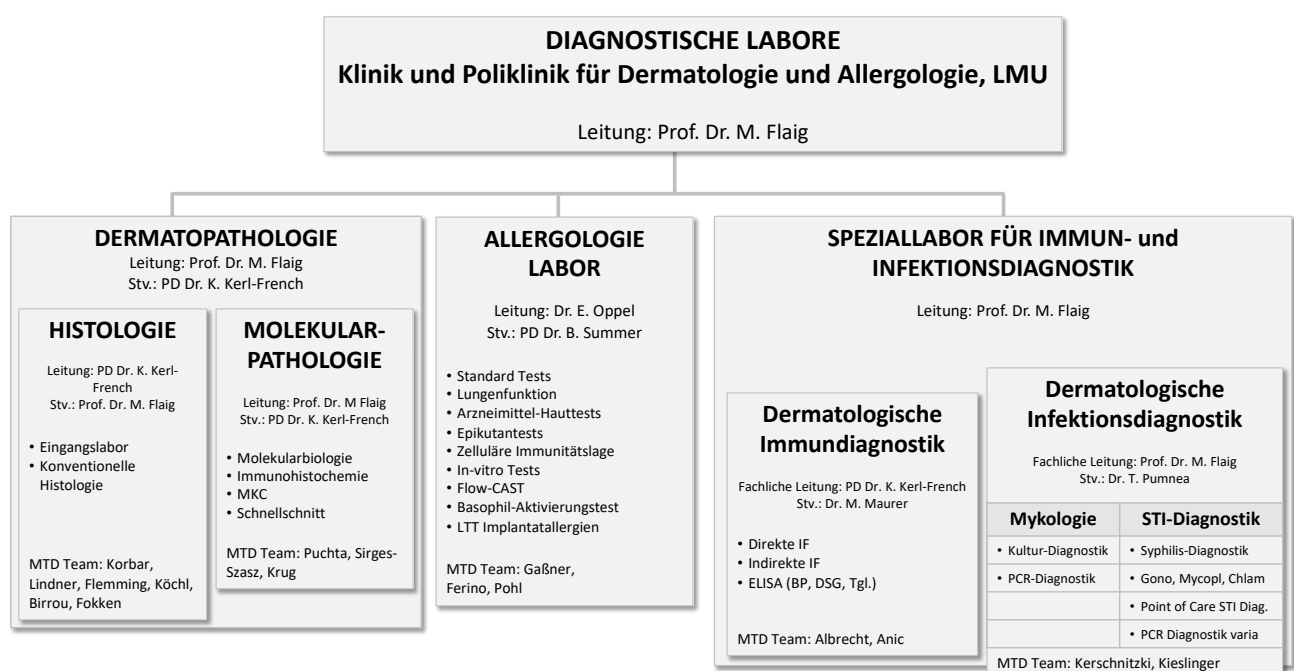 DIAGNOSTISCHE LABORE
Klinik und Poliklinik für Dermatologie und Allergologie, LMU
Leitung: Prof. Dr. M. Flaig
DERMATOPATHOLOGIE
Leitung: Prof. Dr. M. Flaig
Stv.: PD Dr. K. Kerl-French
HISTOLOGIE
Leitung: PD Dr. K. Kerl-
French
Stv.: Prof. Dr. M. Flaig
• Eingangslabor
• Konventionelle
Histologie
MTD Team: Korbar,
Lindner, Flemming, Köchl,
Birrou, Fokken
MOLEKULAR-
PATHOLOGIE
Leitung: Prof. Dr. M Flaig
Stv.: PD Dr. K. Kerl-French
• Molekularbiologie
• Immunohistochemie
• MKC
• Schnellschnitt
MTD Team: Puchta, Sirges-
Szasz, Krug
ALLERGOLOGIE
LABOR
Leitung: Dr. E. Oppel
Stv.: PD Dr. B. Summer
• Standard Tests
• Lungenfunktion
• Arzneimittel-Hauttests
• Epikutantests
• Zelluläre Immunitätslage
• In-vitro Tests
• Flow-CAST
• Basophil-Aktivierungstest
• LTT Implantatallergien
MTD Team: Gaßner,
Ferino, Pohl
SPEZIALLABOR FÜR IMMUN- und
INFEKTIONSDIAGNOSTIK
Leitung: Prof. Dr. M. Flaig
Dermatologische
Immundiagnostik
Fachliche Leitung: PD Dr. K. Kerl-French
Stv.: Dr. M. Maurer
• Direkte IF
• Indirekte IF
• ELISA (BP, DSG, Tgl.)
MTD Team: Albrecht, Anic
Dermatologische
Infektionsdiagnostik
Fachliche Leitung: Prof. Dr. M. Flaig
Stv.: Dr. T. Pumnea
Mykologie STI-Diagnostik
• Kultur-Diagnostik • Syphilis-Diagnostik
• PCR-Diagnostik • Gono, Mycopl, Chlam
• Point of Care STI Diag.
• PCR Diagnostik varia
MTD Team: Kerschnitzki, Kieslinger